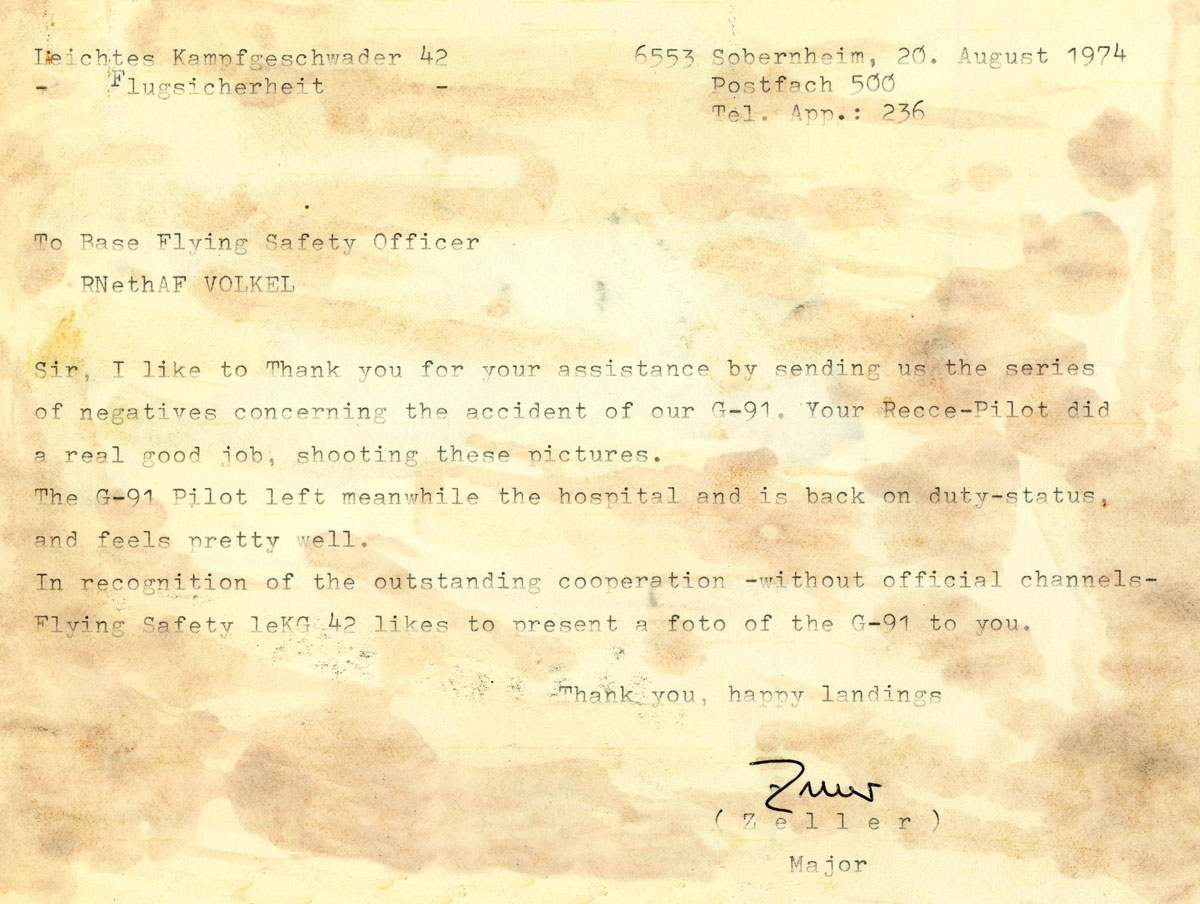 Leichtes Kampfgeschwader 42
6553 Sobernheim, 20. August 1974
- Flugsicherheit -
Postfach 500
Tel. App.: 236
To Base Flying Safety Officer
RNethAF VOLKEL
Sir, I like to Thank you for your assistance by sending us the series
of negatives concerning the accident of our G-91. Your Recce-Pilot did
a real good job, shooting these pictures.
The G-91 Pilot left meanwhile the hospital and is back on duty-status,
and feels pretty well.
In recognition of the outstanding cooperation -without official channels-
Flying Safety leKG 42 likes to present a foto of the G-91 to you.
Thank you, happy landings
Zeller
( Z e l l e r )
Major